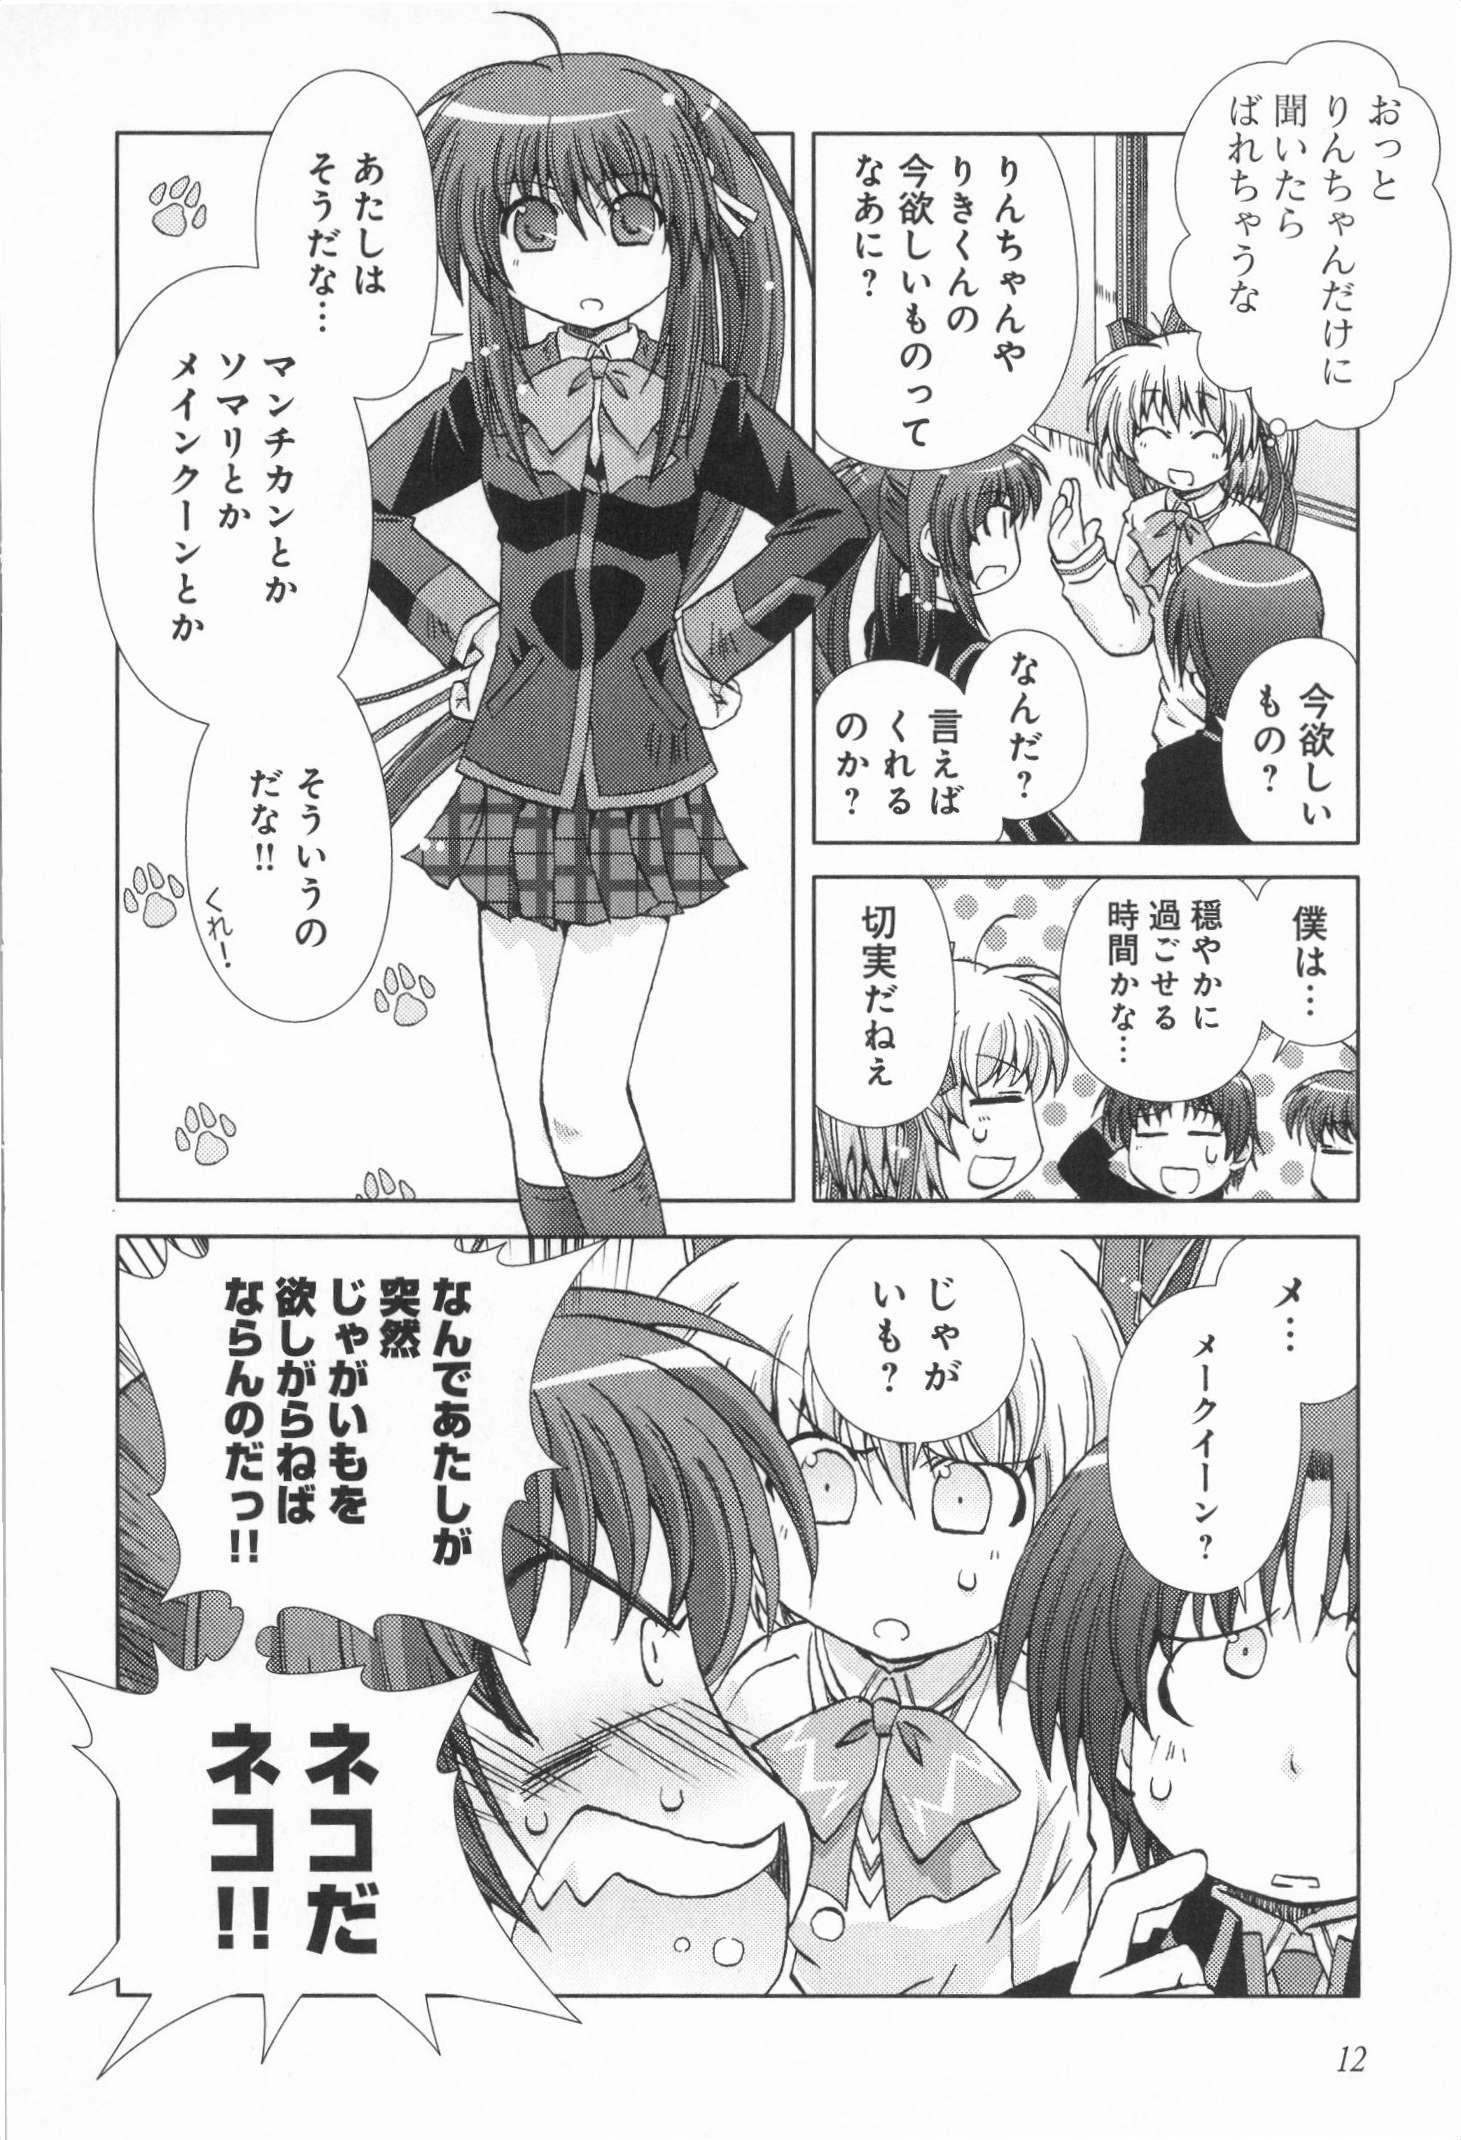 おっと
りんちゃんだけに
聞いたら
ばれちゃうな
りんちゃんや
りきくんの
今欲しいものって
なあに?
今欲しい
もの?
なんだ?
言えば
くれる
のか?
僕は…
穏やかに
過ごせる
時間かな…
切実だねぇ
あたしは
そうだな…
マンチカンとか
ソマリとか
メインクーンとか
そういうの
だな!!
くれ!
メ…
メークイーン?
じゃが
いも?
なんであたしが
突然
じゃがいもを
欲しがらねば
ならんのだっ!!
ネコだ
ネコ!!
12